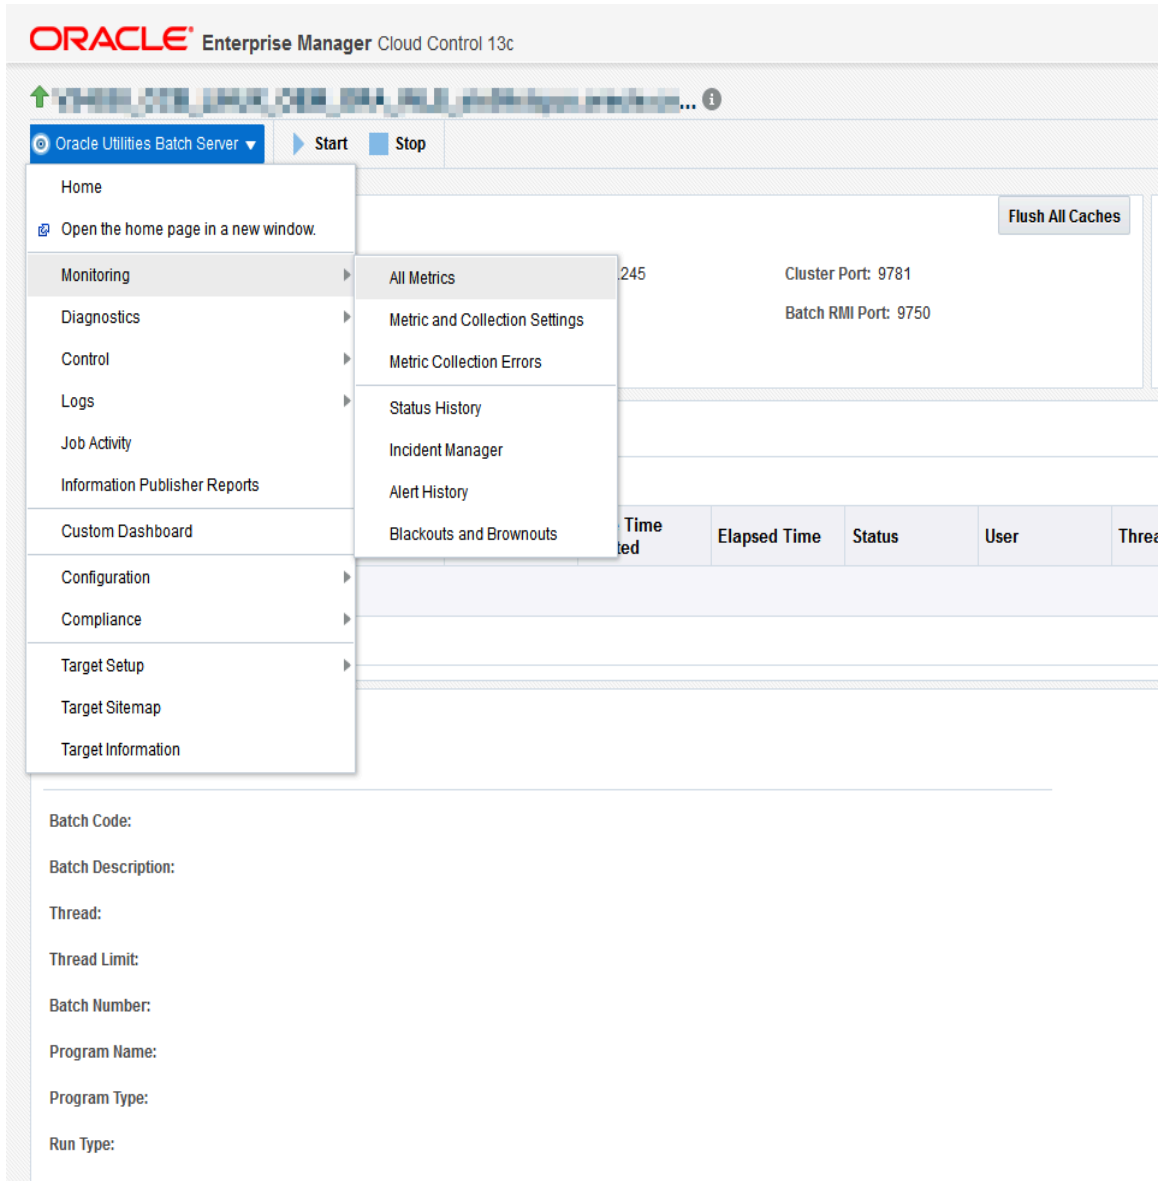 ORACLE® Enterprise Manager Cloud Control 13c
...
Oracle Utilities Batch Server Start Stop
Home
Open the home page in a new window.
Monitoring
Diagnostics
Control
Logs
Job Activity
Information Publisher Reports
Custom Dashboard
Configuration
Compliance
Target Setup
Target Sitemap
Target Information
All Metrics
Metric and Collection Settings
Metric Collection Errors
Status History
Incident Manager
Alert History
Blackouts and Brownouts
Flush All Caches
.245 Cluster Port: 9781
Batch RMI Port: 9750
Time
ted
Elapsed Time Status User Threa
Batch Code:
Batch Description:
Thread:
Thread Limit:
Batch Number:
Program Name:
Program Type:
Run Type: